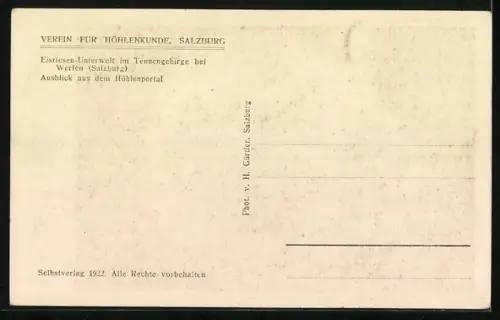 VEREIN FÜR HÖHLENKUNDE, SALZBURG
Eisriesen-Unterwelt im Tennengebirge bei
Werfen (Salzburg)
Ausblick aus dem Höhlenportal
Phot. v. H. Gürder, Salzburg
Selbstverlag 1922. Alle Rechte vorbehalten